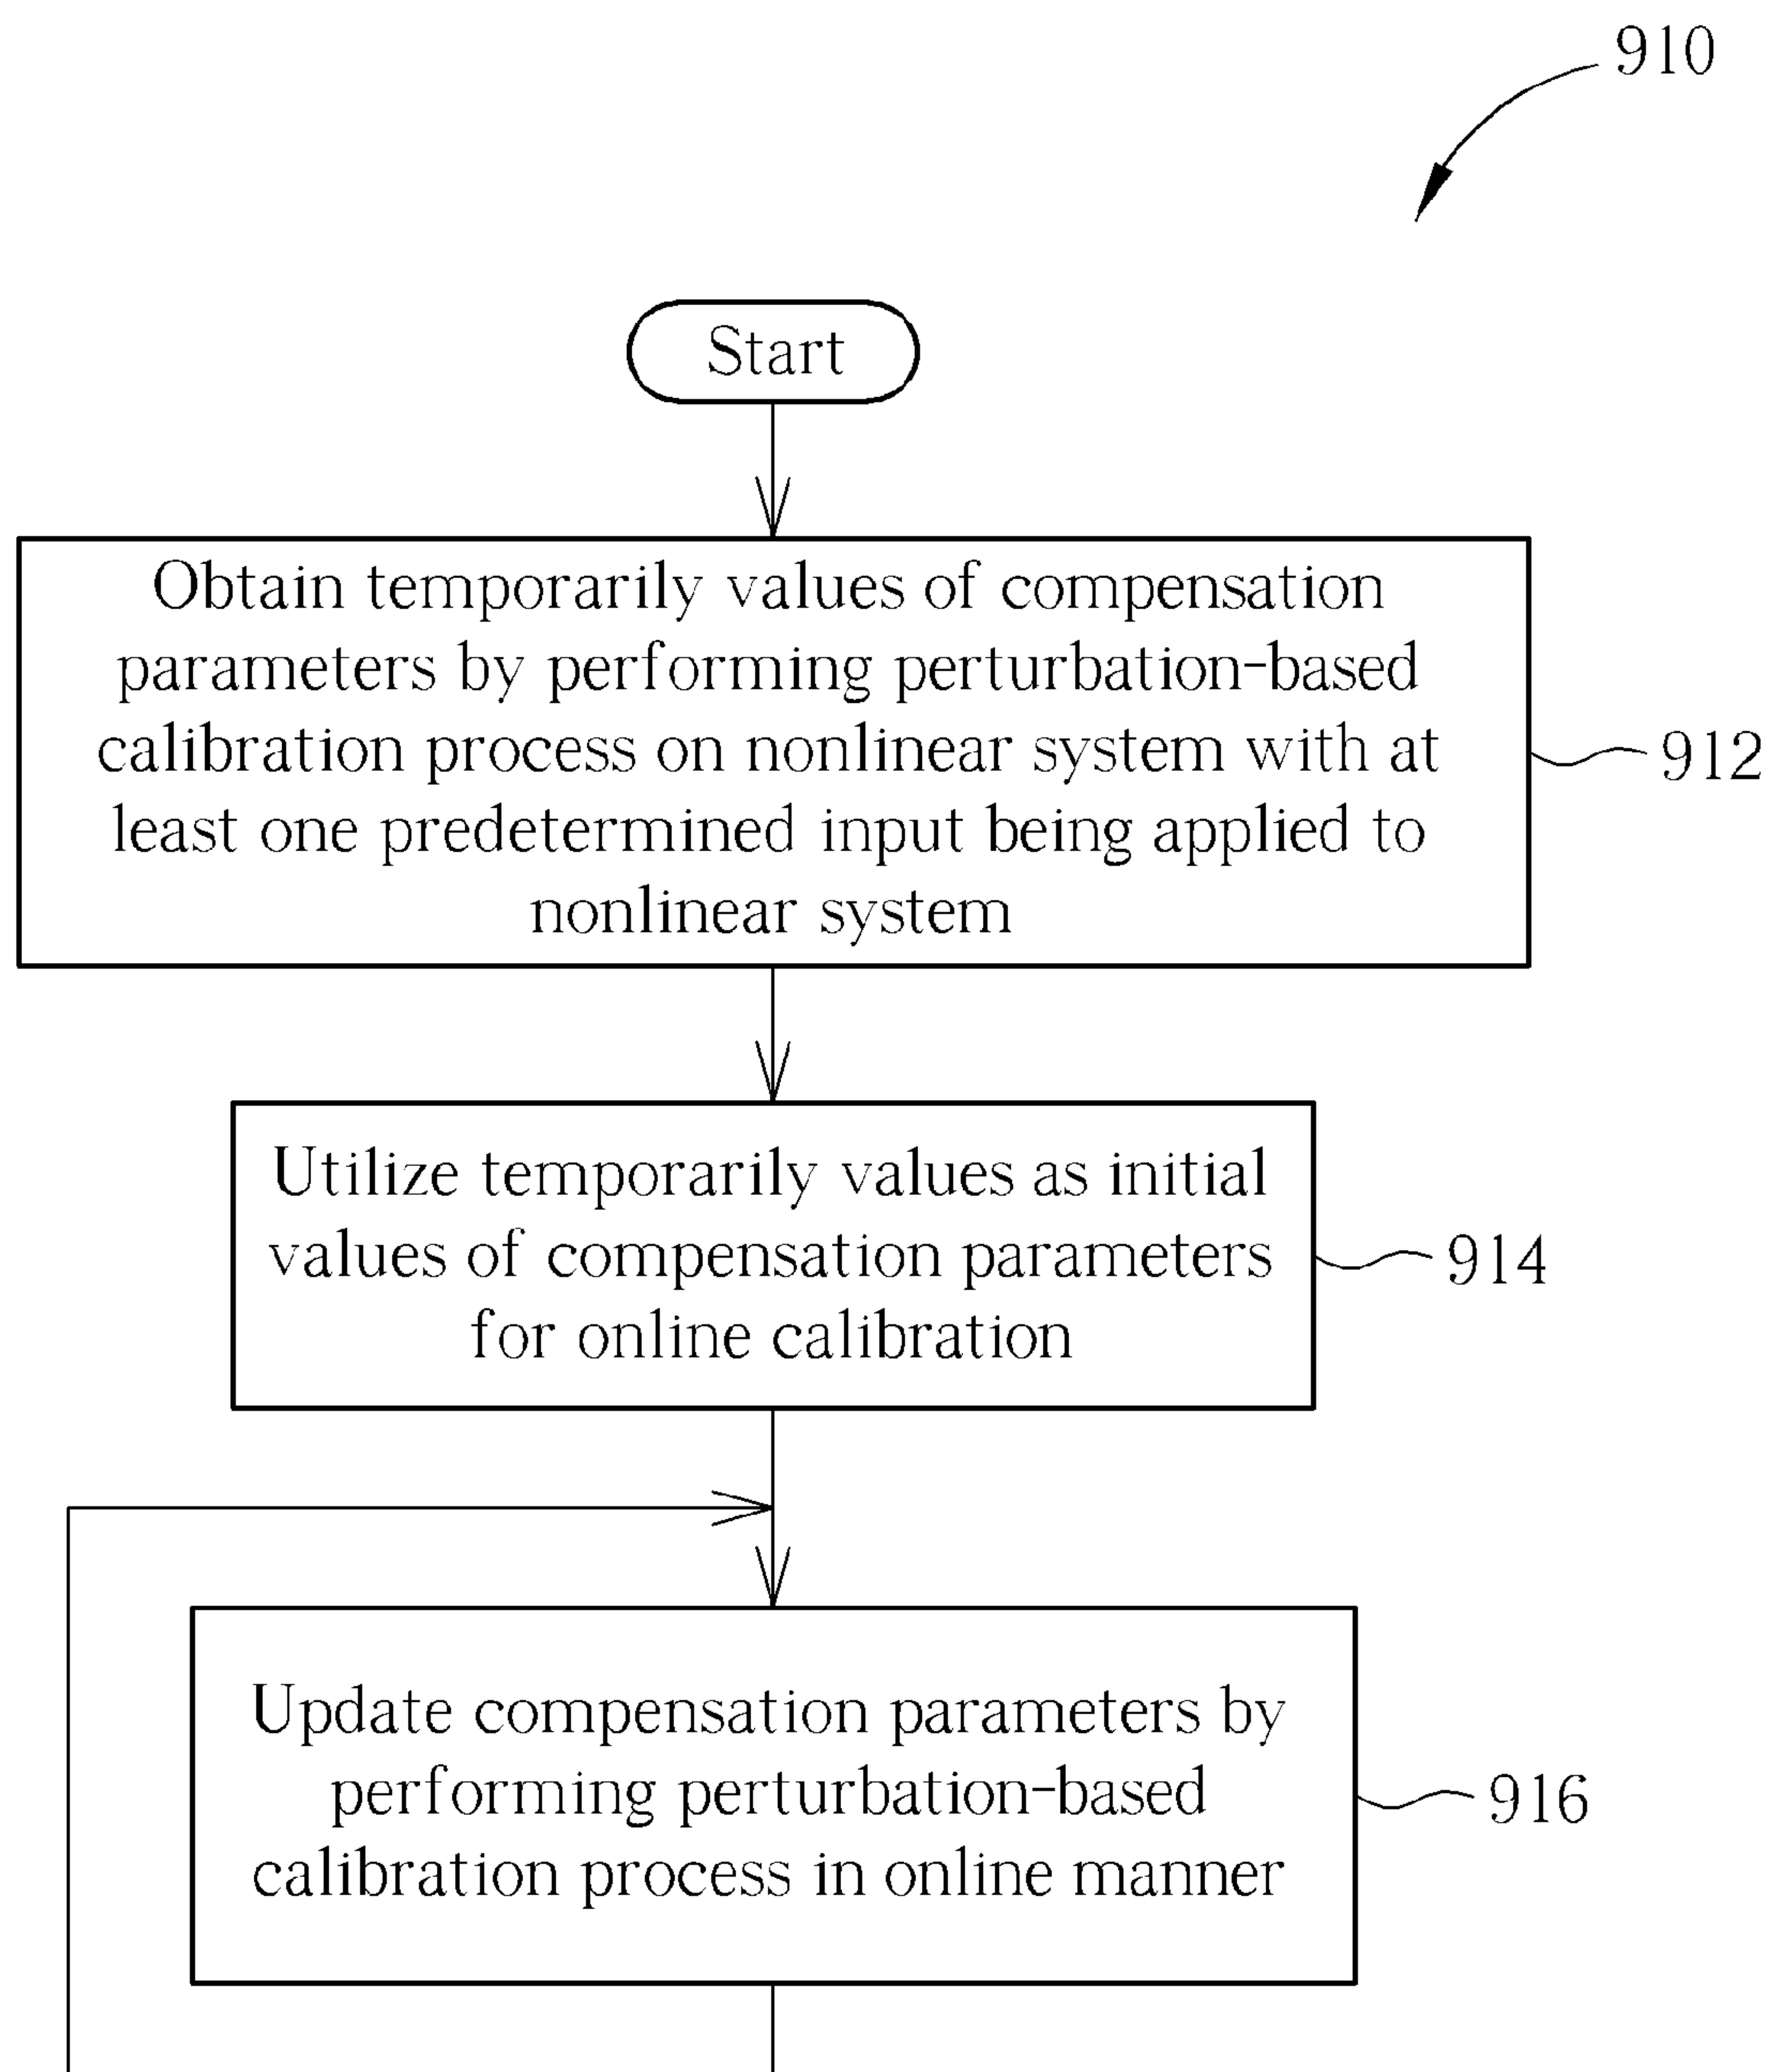 910
Start
Obtain temporarily values of compensation
parameters by performing perturbation-based
calibration process on nonlinear system with at
least one predetermined input being applied to
nonlinear system
912
Utilize temporarily values as initial
values of compensation parameters
for online calibration
914
Update compensation parameters by
performing perturbation-based
calibration process in online manner
916